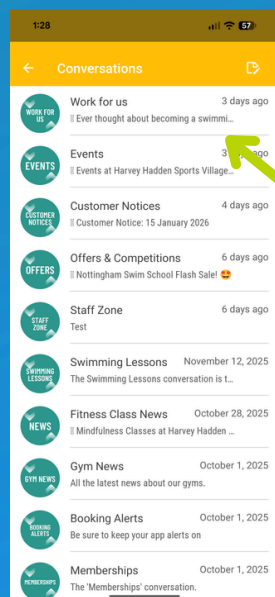 1:28
57
Conversations
WORK FOR
US
Work for us
3 days ago
Ever thought about becoming a swimmi...
EVENTS
Events
3
ago
Events at Harvey Hadden Sports Village...
CUSTOMER
NOTICES
Customer Notices
4 days ago
Customer Notice: 15 January 2026
OFFERS
Offers & Competitions
6 days ago
Nottingham Swim School Flash Sale! 🤩
STAFF
ZONE
Staff Zone
6 days ago
Test
SWIMMING
LESSONS
Swimming Lessons
November 12, 2025
The Swimming Lessons conversation is t...
NEWS
Fitness Class News
October 28, 2025
Mindfulness Classes at Harvey Hadden ...
GYM NEWS
Gym News
October 1, 2025
All the latest news about our gyms.
BOOKING
ALERTS
Booking Alerts
October 1, 2025
Be sure to keep your app alerts on
MEMBERSHIPS
Memberships
October 1, 2025
The 'Memberships' conversation.